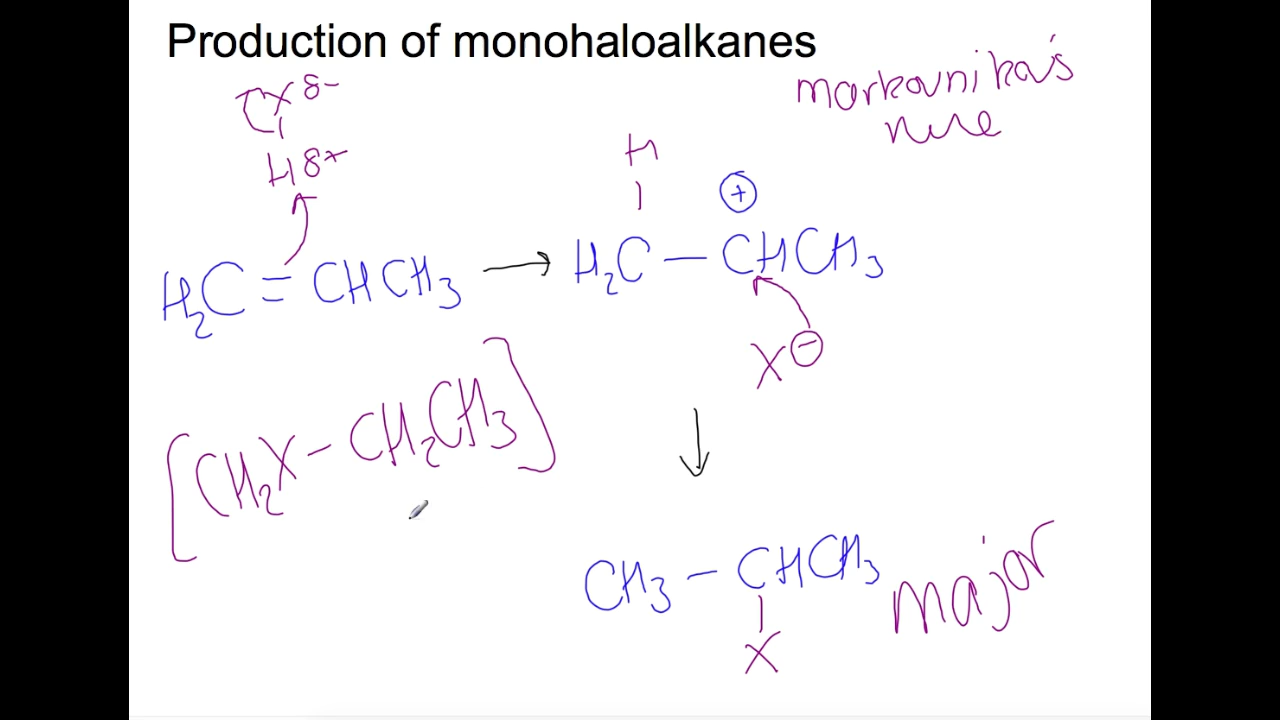 Production of monohaloalkanes
markovnikov's
rule
X δ-
H δ+
H
+
H₂C = CHCH₃ → H₂C — CHCH₃
X ⊖
[CH₂X - CH₂CH₃]
CH₃ - CHCH₃ major
X